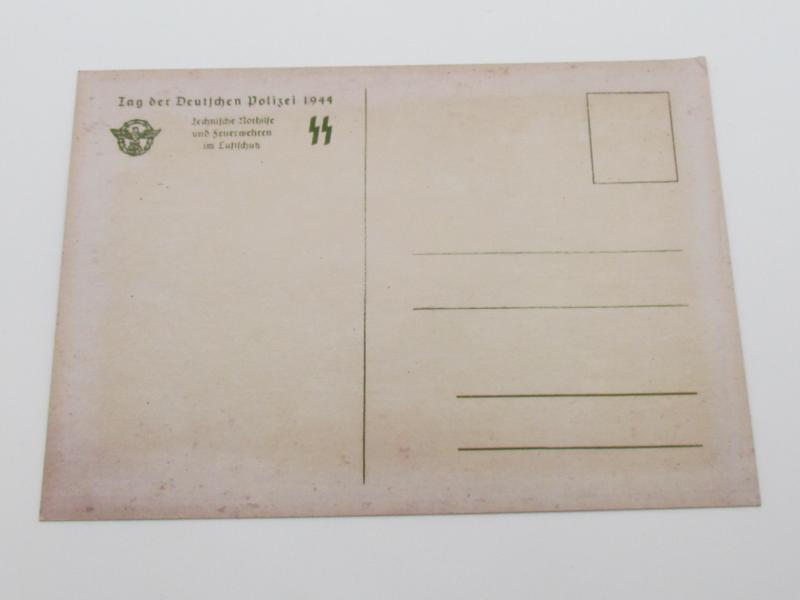 Tag der Deutschen Polizei 1944
Technische Nothilfe
und Feuerwehren
im Luftschutz